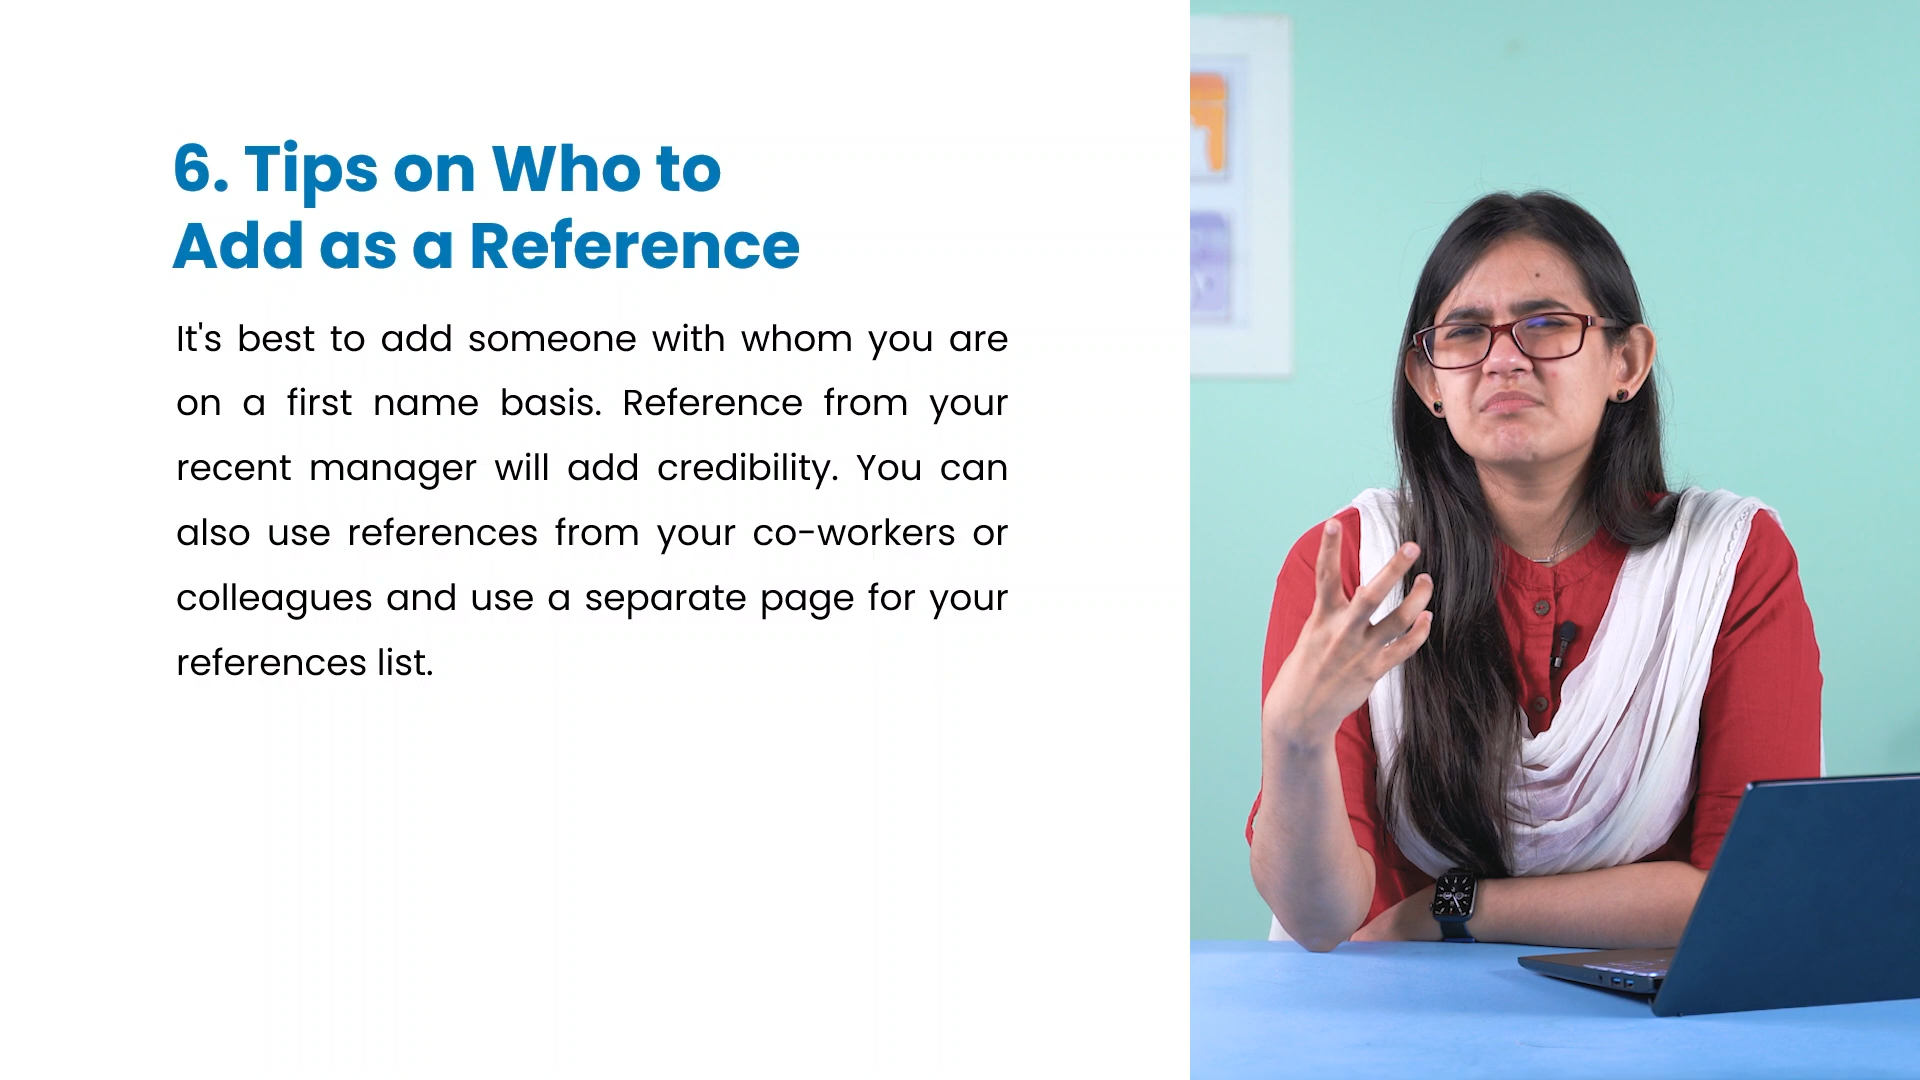 6. Tips on Who to
Add as a Reference
It's best to add someone with whom you are
on a first name basis. Reference from your
recent manager will add credibility. You can
also use references from your co-workers or
colleagues and use a separate page for your
references list.